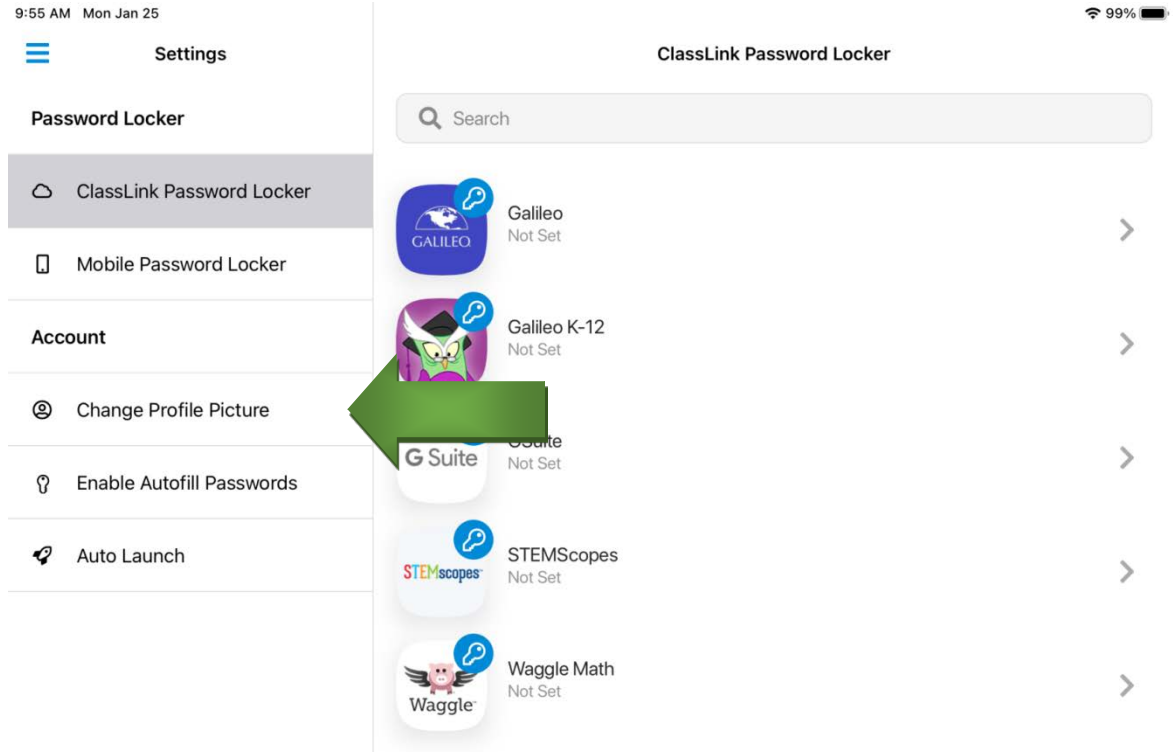 9:55 AM Mon Jan 25
99%
Settings
ClassLink Password Locker
Password Locker
Search
ClassLink Password Locker
Mobile Password Locker
Account
Change Profile Picture
Enable Autofill Passwords
Auto Launch
GALILEO
Galileo
Not Set
Galileo K-12
Not Set
G Suite
GSuite
Not Set
STEMscopes
STEMScopes
Not Set
Waggle
Waggle Math
Not Set